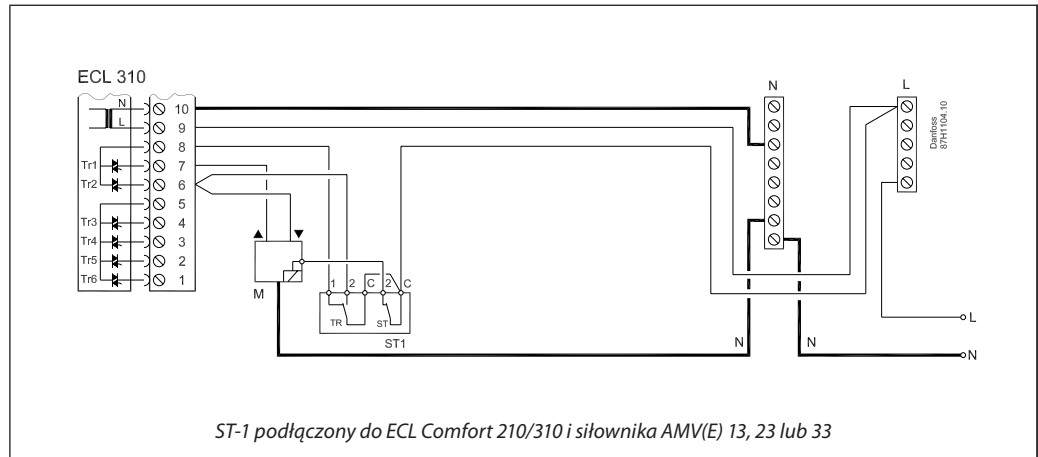 ECL 310
N
L
Tr1
Tr2
Tr3
Tr4
Tr5
Tr6
10
9
8
7
6
5
4
3
2
1
▲ ▼
M
1 2 C 2 C
TR ST
ST1
N L
Danfoss
87H1104.10
L
N N N
ST-1 podłączony do ECL Comfort 210/310 i siłownika AMV(E) 13, 23 lub 33